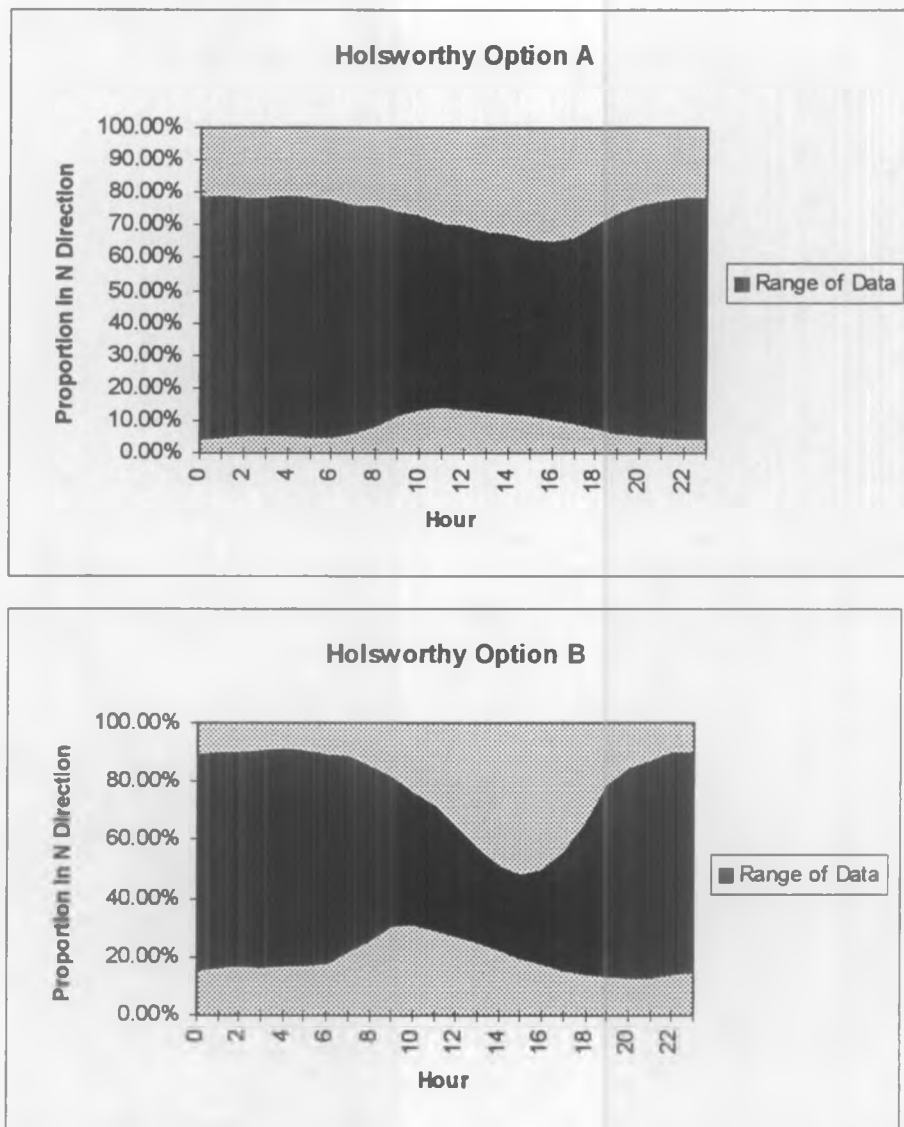 Holsworthy Option A
Proportion In N Direction
100.00%
90.00%
80.00%
70.00%
60.00%
50.00%
40.00%
30.00%
20.00%
10.00%
0.00%
0 2 4 6 8 10 12 14 16 18 20 22
Hour
Range of Data
Holsworthy Option B
Proportion In N Direction
100.00%
80.00%
60.00%
40.00%
20.00%
0.00%
0 2 4 6 8 10 12 14 16 18 20 22
Hour
Range of Data